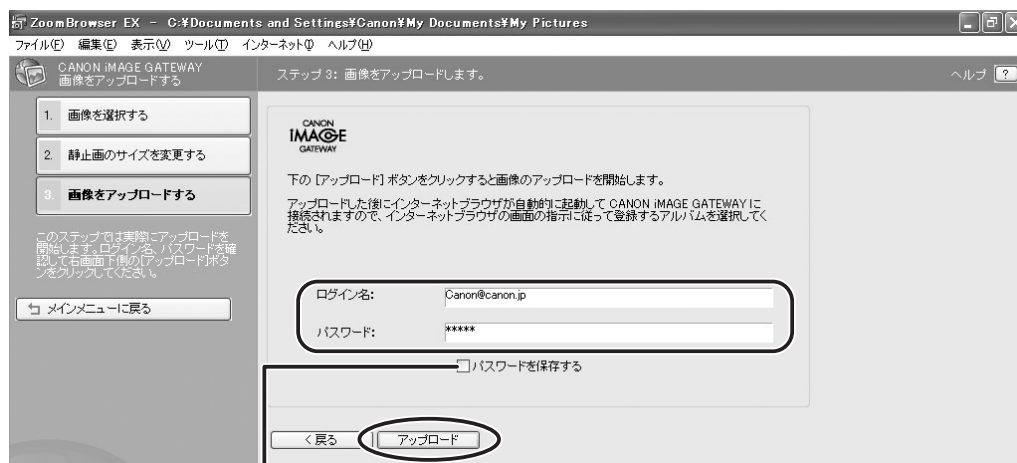 ZoomBrowser EX － C:¥Documents and Settings¥Canon¥My Documents¥My Pictures
ファイル(F) 編集(E) 表示(V) ツール(T) インターネット(I) ヘルプ(H)
CANON iMAGE GATEWAY
画像をアップロードする
ステップ 3: 画像をアップロードします。
ヘルプ ?
1. 画像を選択する
2. 静止画のサイズを変更する
3. 画像をアップロードする
このステップでは実際にアップロードを
開始します。ログイン名、パスワードを確
認して右画面下側の[アップロード]ボタ
ンをクリックしてください。
メインメニューに戻る
CANON
iMAGE
GATEWAY
下の [アップロード] ボタンをクリックすると画像のアップロードを開始します。
アップロードした後にインターネットブラウザが自動的に起動して CANON iMAGE GATEWAY に
接続されますので、インターネットブラウザの画面の指示に従って登録するアルバムを選択してく
ださい。
ログイン名: Canon@canon.jp
パスワード: *****
パスワードを保存する
< 戻る アップロード